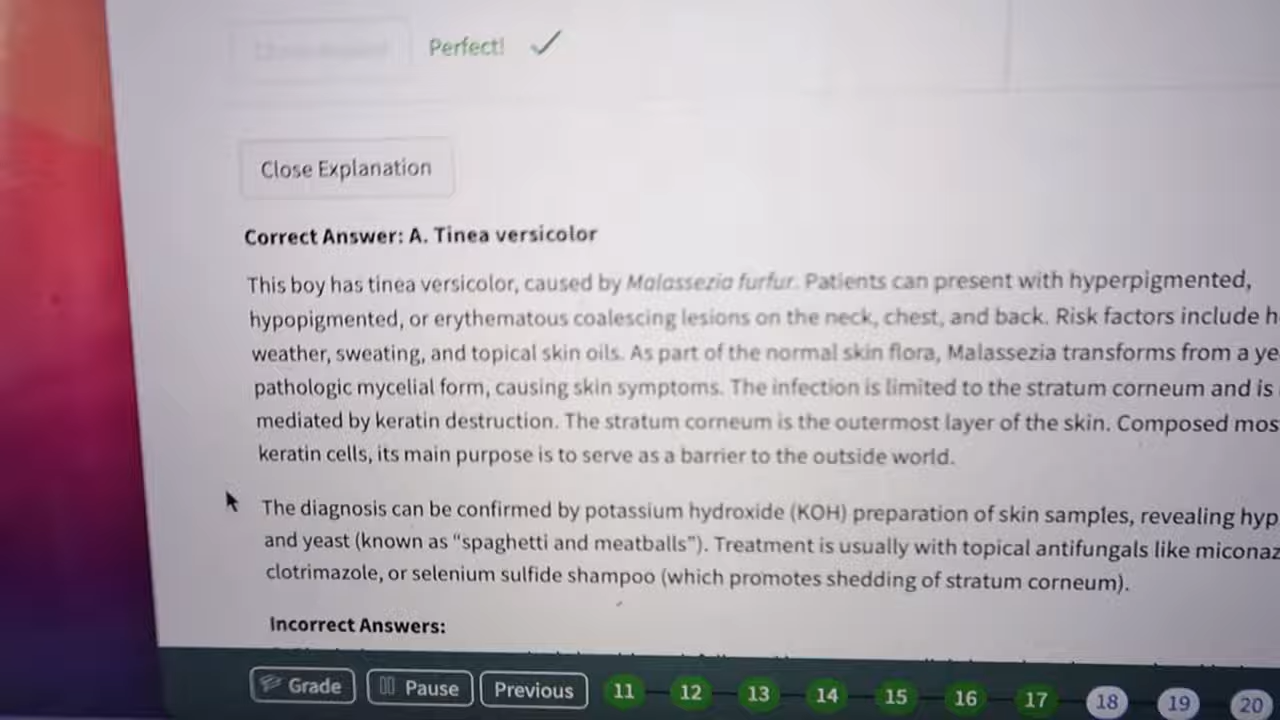 Perfect!
Close Explanation
Correct Answer: A. Tinea versicolor
This boy has tinea versicolor, caused by Malassezia furfur. Patients can present with hyperpigmented,
hypopigmented, or erythematous coalescing lesions on the neck, chest, and back. Risk factors include h
weather, sweating, and topical skin oils. As part of the normal skin flora, Malassezia transforms from a ye
pathologic mycelial form, causing skin symptoms. The infection is limited to the stratum corneum and is
mediated by keratin destruction. The stratum corneum is the outermost layer of the skin. Composed mos
keratin cells, its main purpose is to serve as a barrier to the outside world.
The diagnosis can be confirmed by potassium hydroxide (KOH) preparation of skin samples, revealing hyp
and yeast (known as “spaghetti and meatballs”). Treatment is usually with topical antifungals like miconaz
clotrimazole, or selenium sulfide shampoo (which promotes shedding of stratum corneum).
Incorrect Answers:
Grade Pause Previous 11 12 13 14 15 16 17 18 19 20